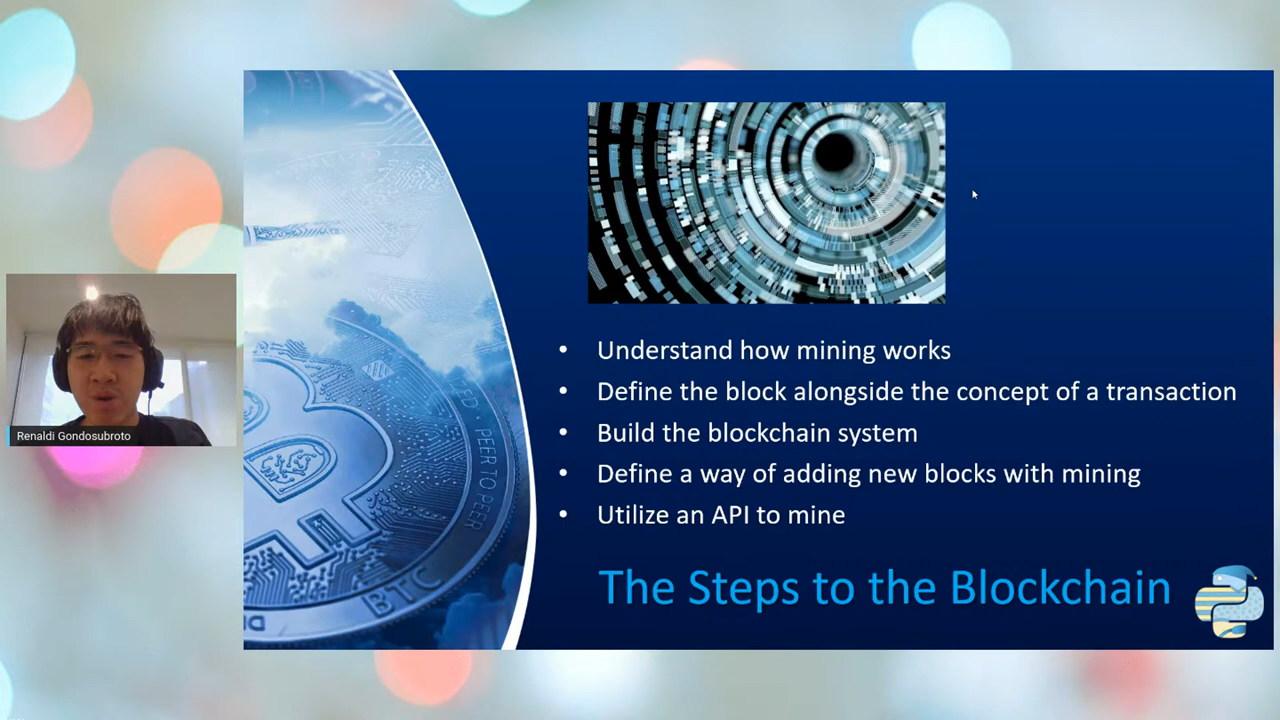 Understand how mining works
Define the block alongside the concept of a transaction
Build the blockchain system
Define a way of adding new blocks with mining
Utilize an API to mine
The Steps to the Blockchain
Renaldi Gondosubroto
PEER TO PEER
BTC